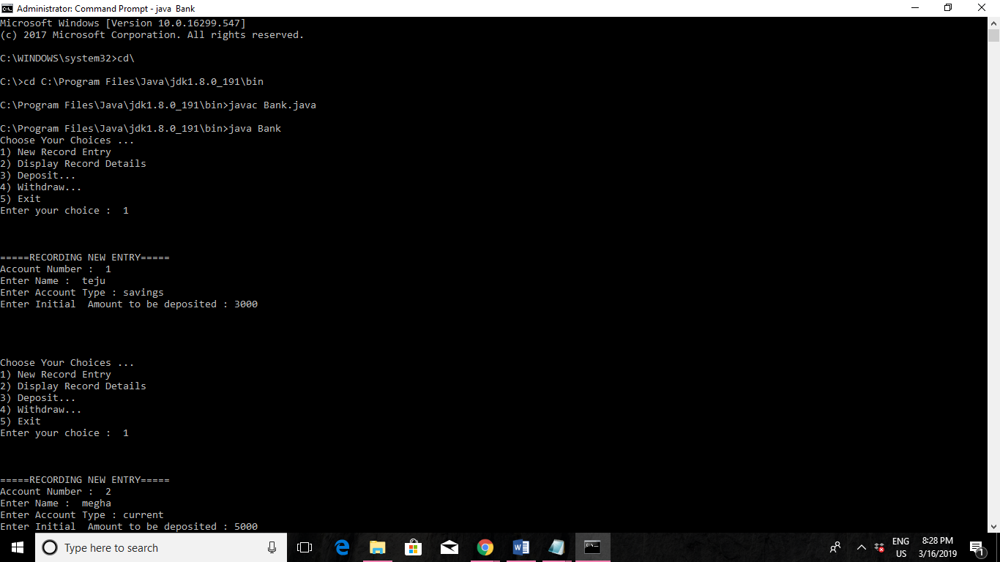 Administrator: Command Prompt - java  Bank
Microsoft Windows [Version 10.0.16299.547]
(c) 2017 Microsoft Corporation. All rights reserved.
C:\WINDOWS\system32>cd\
C:\>cd C:\Program Files\Java\jdk1.8.0_191\bin
C:\Program Files\Java\jdk1.8.0_191\bin>javac Bank.java
C:\Program Files\Java\jdk1.8.0_191\bin>java Bank
Choose Your Choices ...
1) New Record Entry
2) Display Record Details
3) Deposit...
4) Withdraw...
5) Exit
Enter your choice :  1
=====RECORDING NEW ENTRY=====
Account Number :  1
Enter Name :  teju
Enter Account Type : savings
Enter Initial  Amount to be deposited : 3000
Choose Your Choices ...
1) New Record Entry
2) Display Record Details
3) Deposit...
4) Withdraw...
5) Exit
Enter your choice :  1
=====RECORDING NEW ENTRY=====
Account Number :  2
Enter Name :  megha
Enter Account Type : current
Enter Initial  Amount to be deposited : 5000
Type here to search
ENG
US
8:28 PM
3/16/2019
1